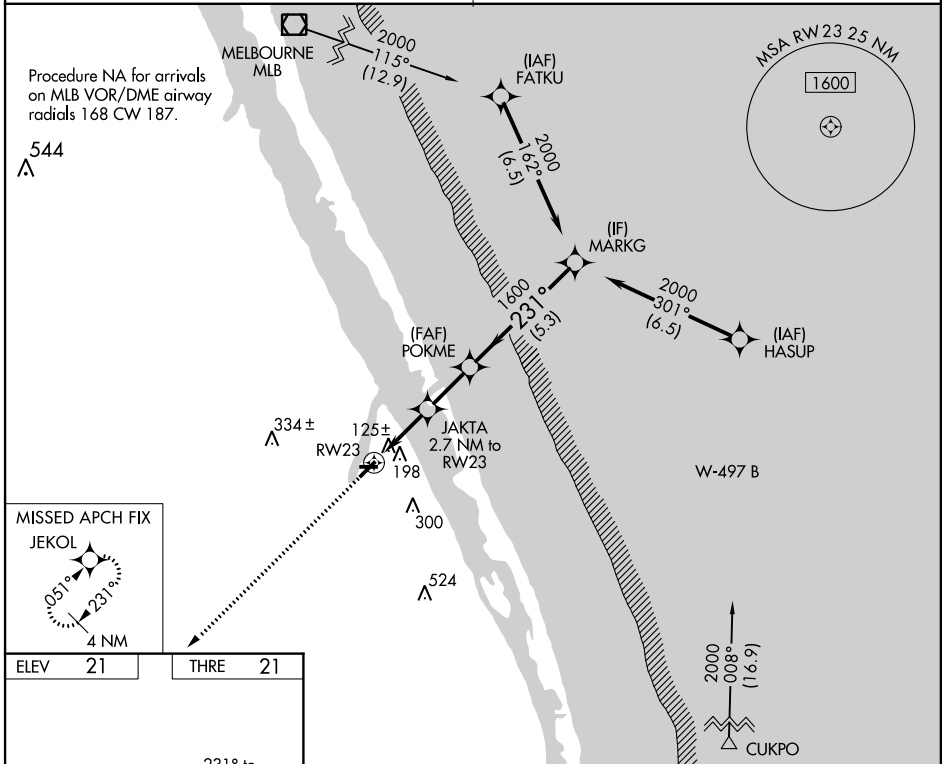 MELBOURNE
MLB
2000
115°
(12.9)
(IAF)
FATKU
MSA RW23 25 NM
1600
Procedure NA for arrivals
on MLB VOR/DME airway
radials 168 CW 187.
544
2000
162°
(6.5)
(IF)
MARKG
2000
301°
(6.5)
(IAF)
HASUP
1600
231°
(5.3)
(FAF)
POKME
JAKTA
2.7 NM to
RW23
334 ±
125±
RW23
198
300
524
W-497 B
MISSED APCH FIX
JEKOL
051°
231°
4 NM
2000
008°
(16.9)
CUKPO
ELEV 21
THRE 21
231° to